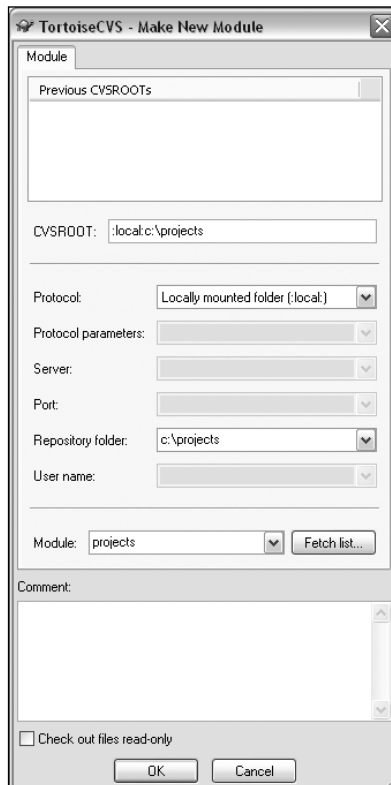 TortoiseCVS - Make New Module
Module
Previous CVSROOTs
CVSROOT: :local:c:\projects
Protocol: Locally mounted folder (:local:)
Protocol parameters:
Server:
Port:
Repository folder: c:\projects
User name:
Module: projects Fetch list...
Comment:
Check out files read-only
OK Cancel